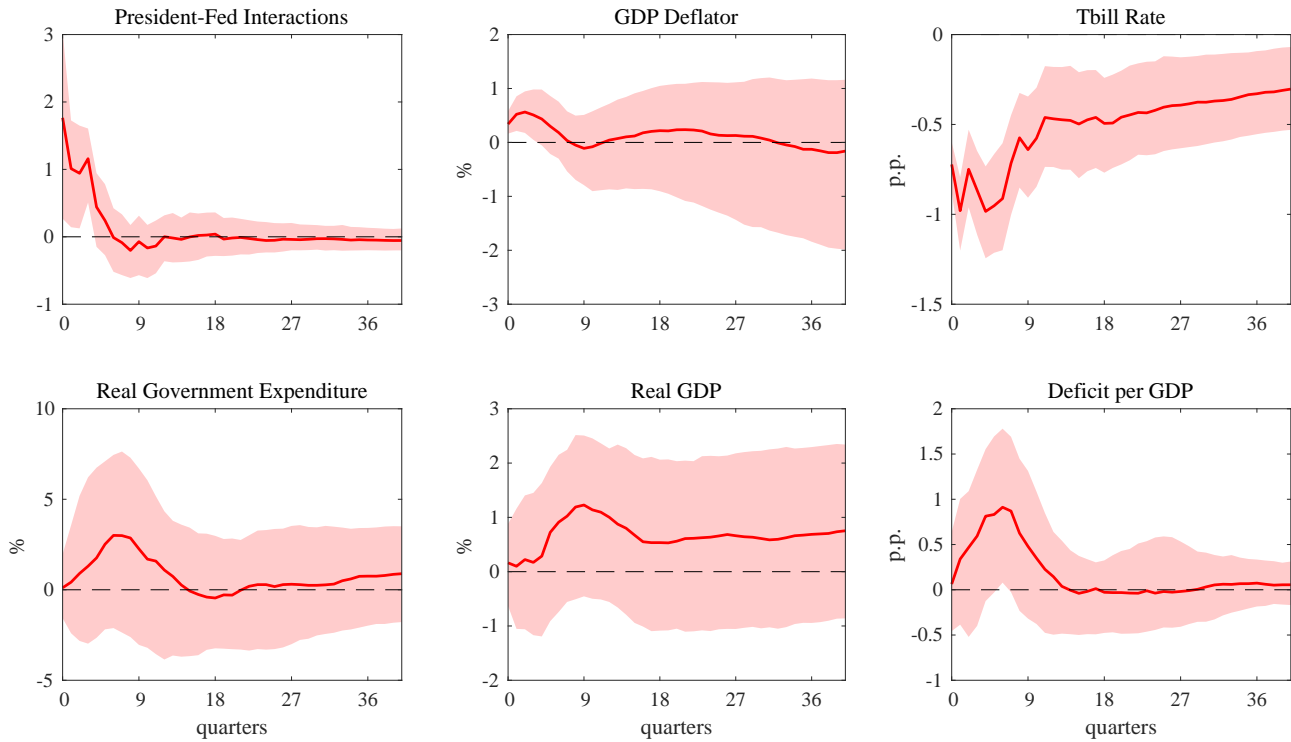 President-Fed Interactions
3
2
1
0
-1
0 9 18 27 36
GDP Deflator
%
3
2
1
0
-1
-2
-3
0 9 18 27 36
Tbill Rate
p.p.
0
-0.5
-1
-1.5
0 9 18 27 36
Real Government Expenditure
%
10
5
0
-5
0 9 18 27 36
quarters
Real GDP
%
3
2
1
0
-1
-2
0 9 18 27 36
quarters
Deficit per GDP
p.p.
2
1.5
1
0.5
0
-0.5
-1
0 9 18 27 36
quarters